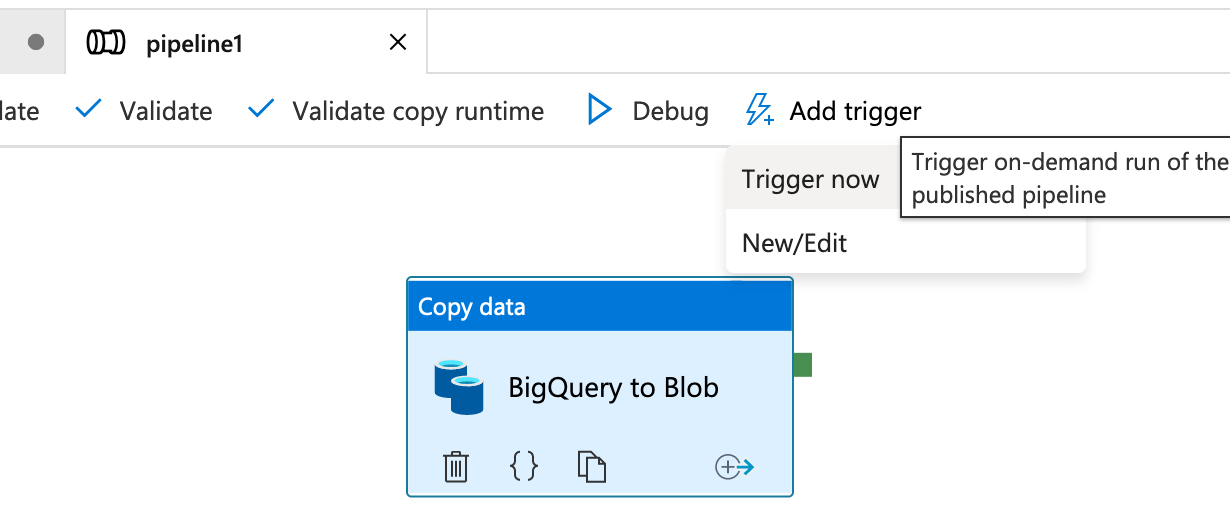 pipeline1
Validate Validate copy runtime Debug Add trigger
Trigger now
Trigger on-demand run of the
published pipeline
New/Edit
Copy data
BigQuery to Blob